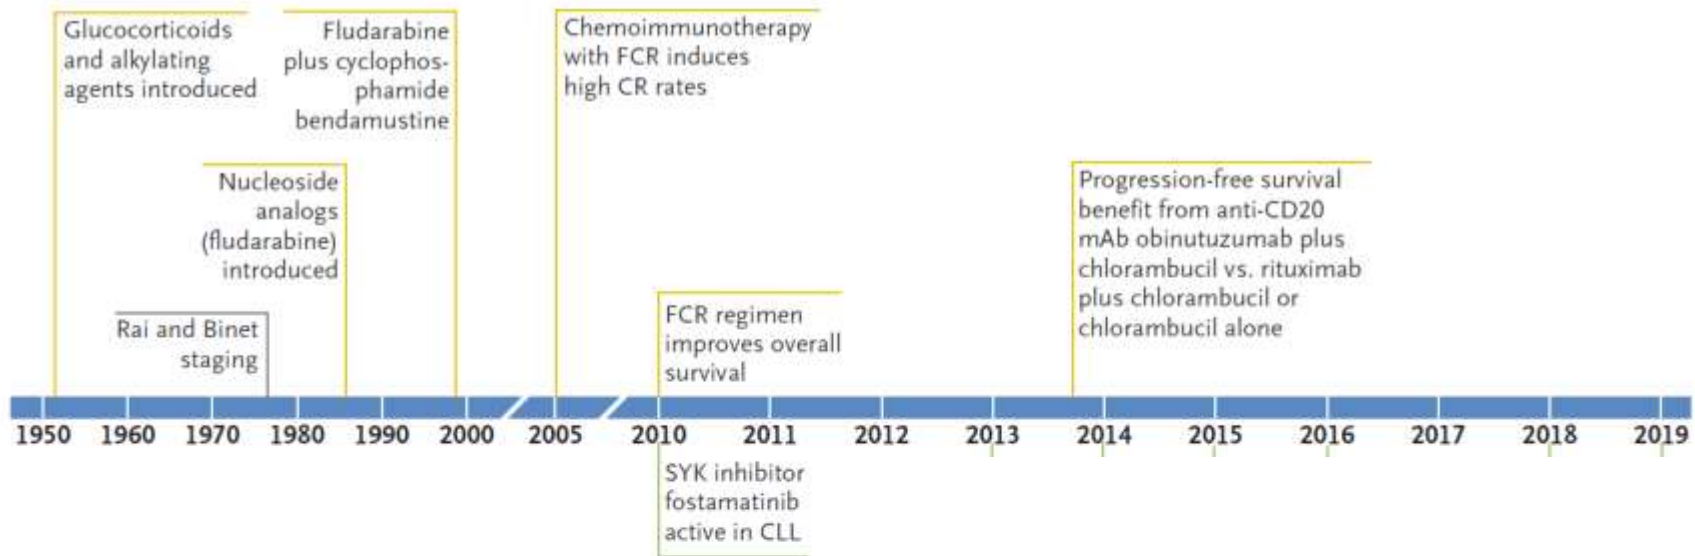 Glucocorticoids
and alkylating
agents introduced
Fludarabine
plus cyclophos-
phamide
bendamustine
Chemoimmunotherapy
with FCR induces
high CR rates
Nucleoside
analogs
(fludarabine)
introduced
Progression-free survival
benefit from anti-CD20
mAb obinutuzumab plus
chlorambucil vs. rituximab
plus chlorambucil or
chlorambucil alone
Rai and Binet
staging
FCR regimen
improves overall
survival
1950 1960 1970 1980 1990 2000 2005 2010 2011 2012 2013 2014 2015 2016 2017 2018 2019
SYK inhibitor
fostamatinib
active in CLL